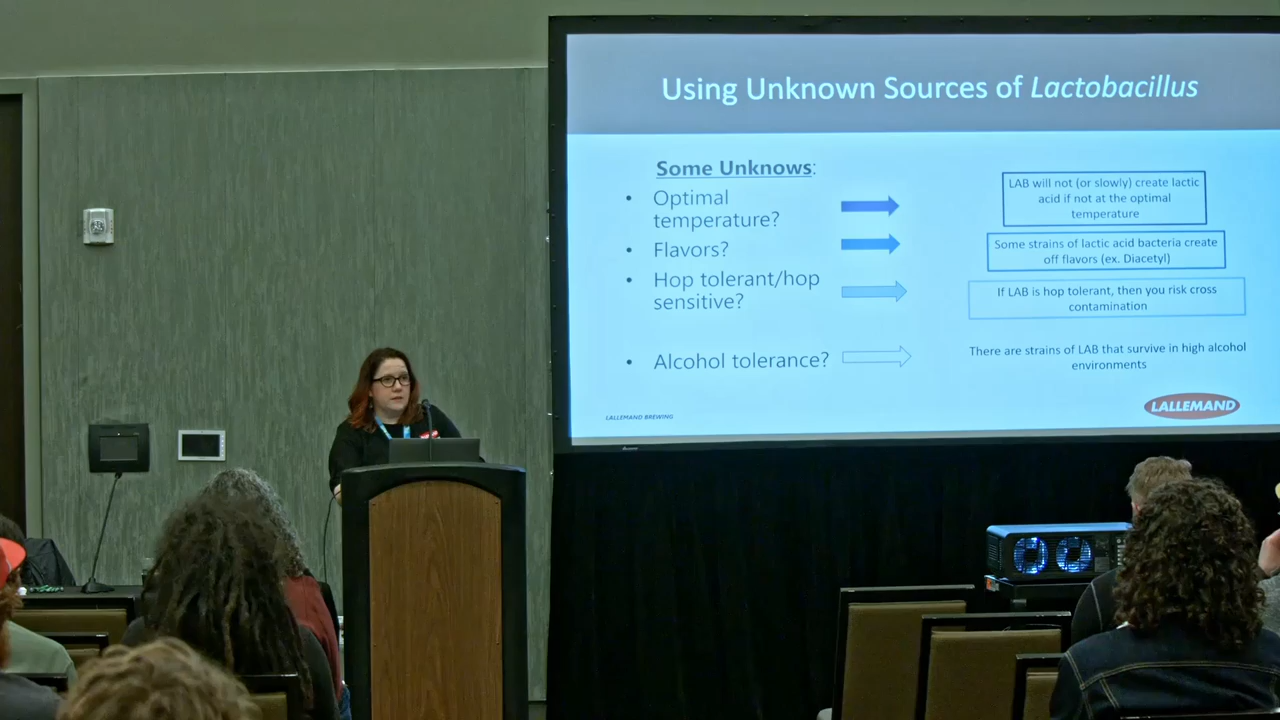 Using Unknown Sources of Lactobacillus
Some Unknows:
• Optimal
temperature?
LAB will not (or slowly) create lactic
acid if not at the optimal
temperature
• Flavors?
Some strains of lactic acid bacteria create
off flavors (ex. Diacetyl)
• Hop tolerant/hop
sensitive?
If LAB is hop tolerant, then you risk cross
contamination
• Alcohol tolerance?
There are strains of LAB that survive in high alcohol
environments
LALLEMAND BREWING
LALLEMAND